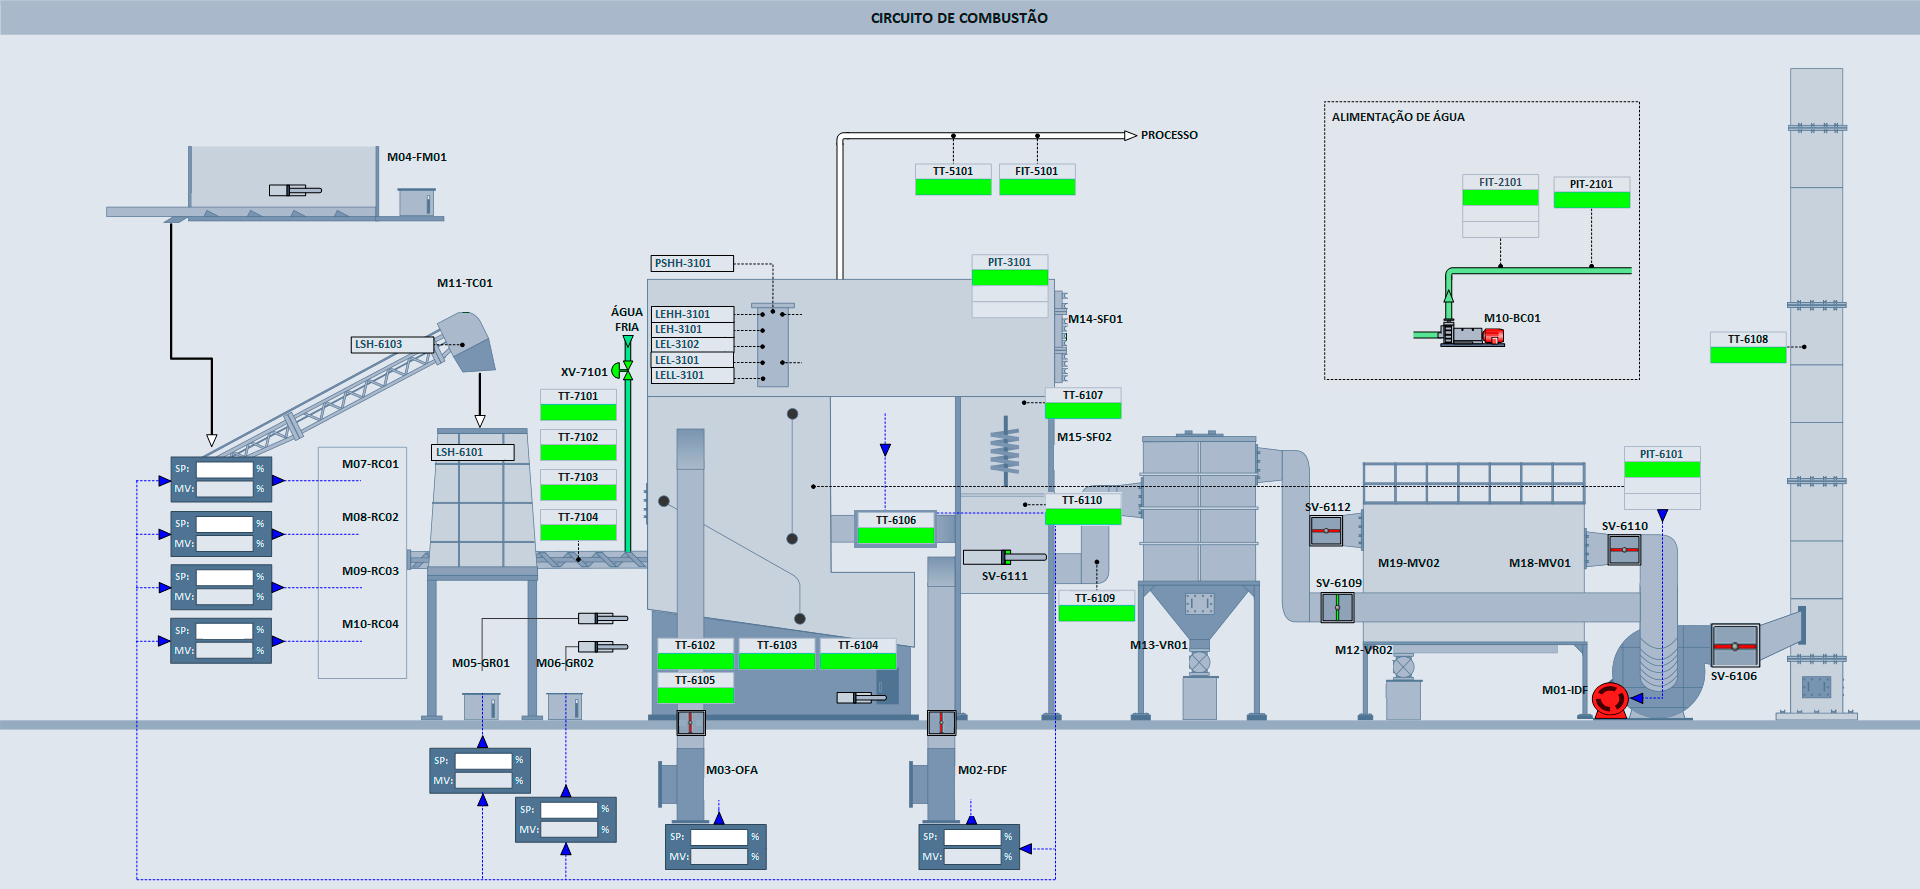 CIRCUITO DE COMBUSTÃO
ALIMENTAÇÃO DE ÁGUA
PROCESSO
M04-FM01
TT-5101
FIT-5101
FIT-2101
PIT-2101
PSHH-3101
PIT-3101
M11-TC01
ÁGUA
FRIA
LEHH-3101
LEH-3101
LEL-3102
LEL-3101
LELL-3101
M14-SF01
M10-BC01
LSH-6103
XV-7101
TT-6108
TT-7101
TT-6107
TT-7102
M15-SF02
LSH-6101
PIT-6101
M07-RC01
SP: %
MV: %
TT-7103
TT-6110
SV-6112
M08-RC02
SP: %
MV: %
TT-7104
TT-6106
SV-6110
M09-RC03
SP: %
MV: %
SV-6111
M19-MV02
M18-MV01
SV-6109
TT-6109
M10-RC04
SP: %
MV: %
TT-6102
TT-6103
TT-6104
M13-VR01
M12-VR02
M05-GR01
M06-GR02
TT-6105
M01-IDF
SV-6106
M03-OFA
M02-FDF
SP: %
MV: %
SP: %
MV: %
SP: %
MV: %
SP: %
MV: %